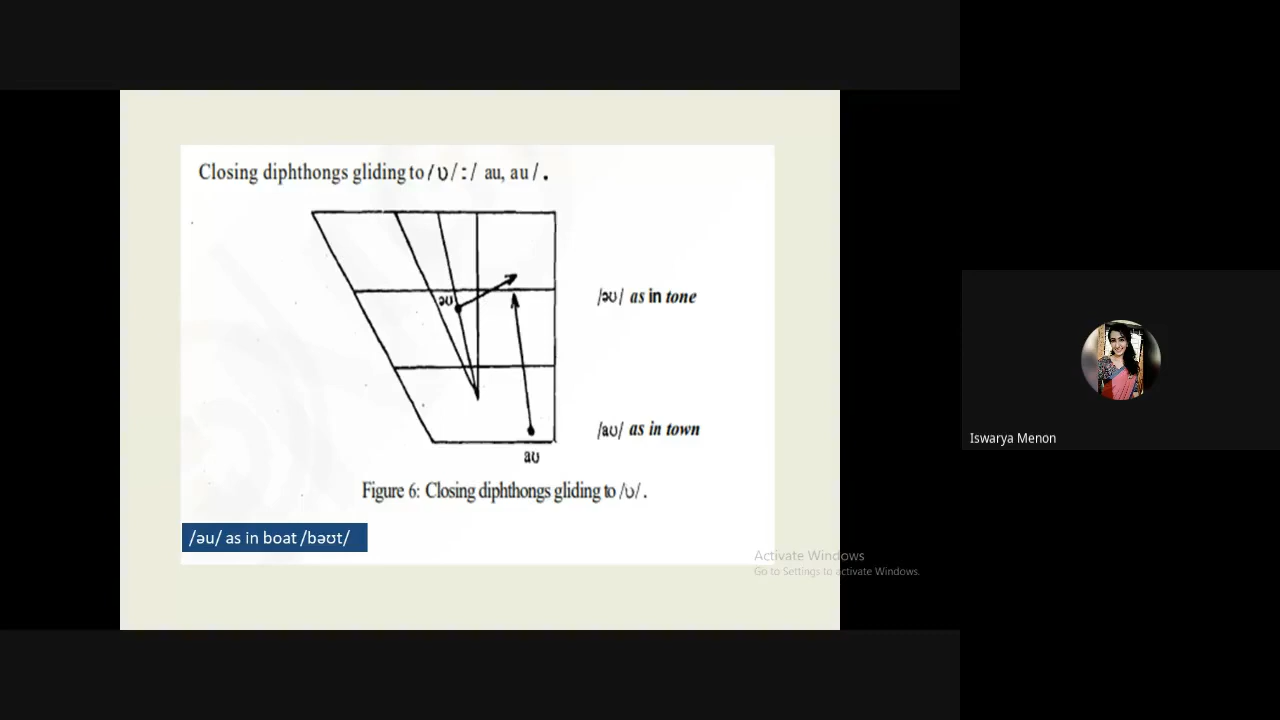 Closing diphthongs gliding to /ʊ/:/ au, au/.
əʊ
/əʊ/ as in tone
/aʊ/ as in town
aʊ
Figure 6: Closing diphthongs gliding to /ʊ/.
/əu/ as in boat /bəʊt/
Activate Windows
Go to Settings to activate Windows.
Iswarya Menon